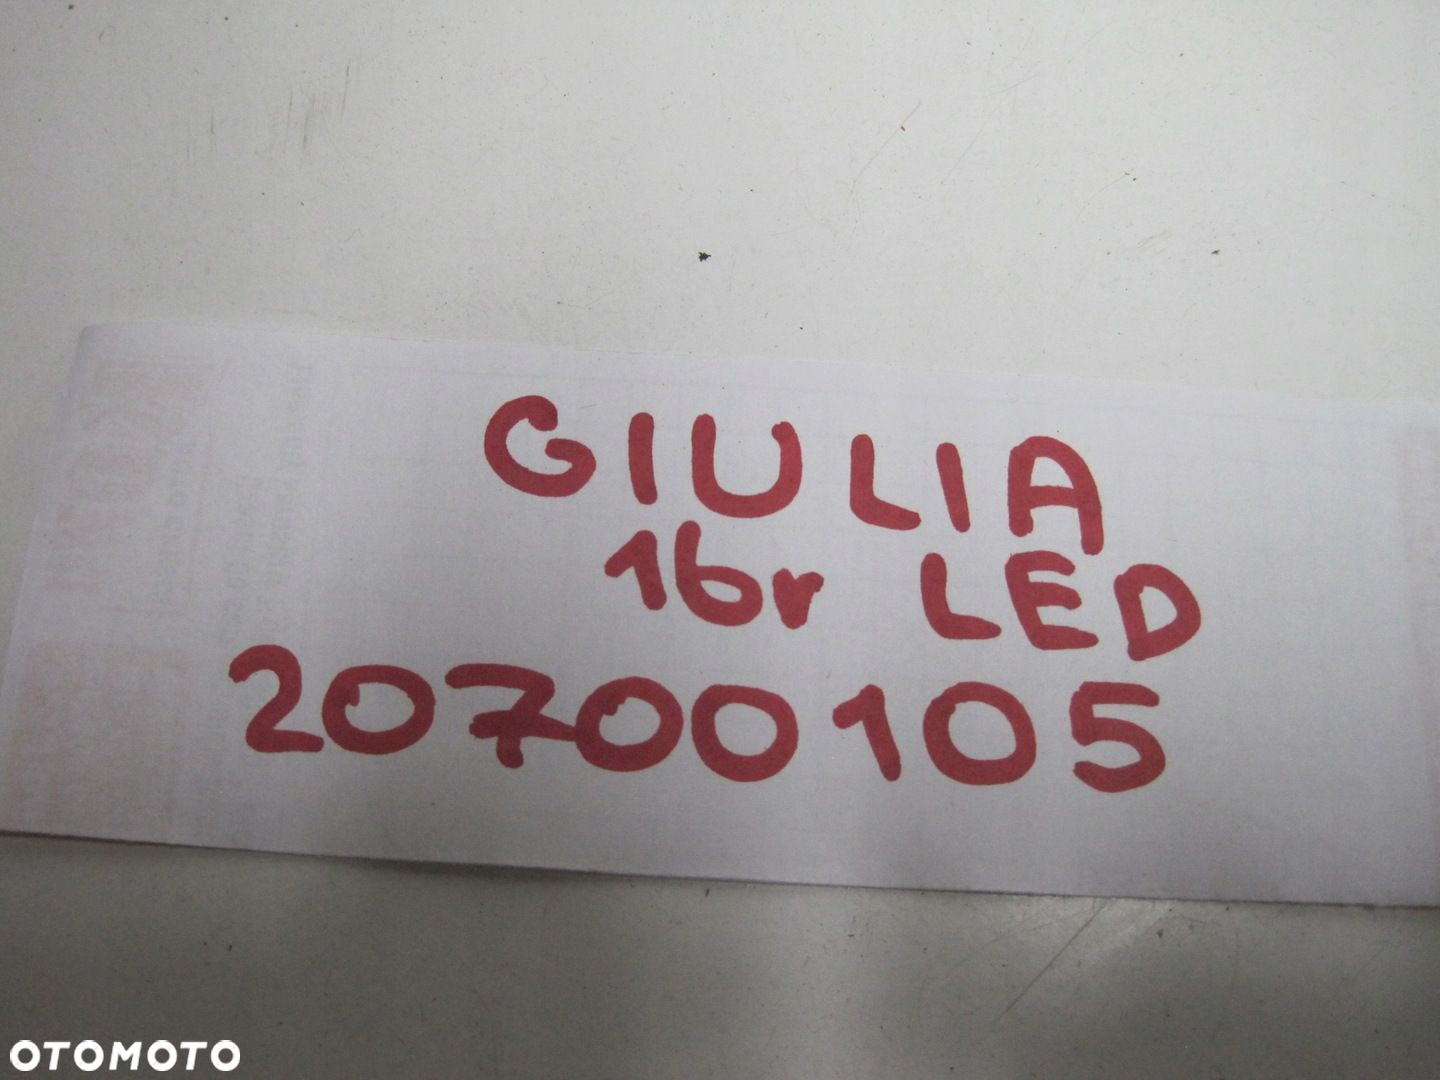 GIULIA
16r LED
20700105
OTOMOTO